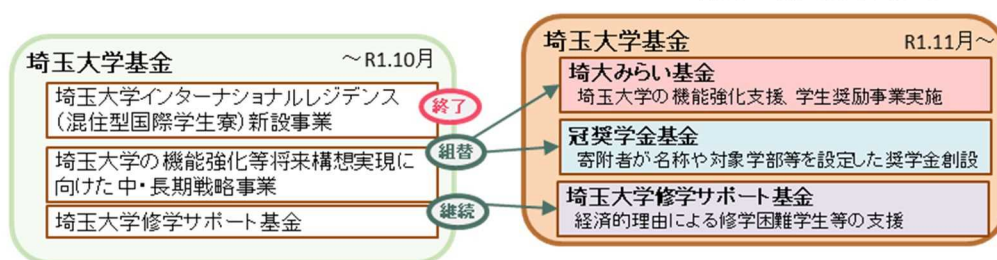 埼玉大学基金
～R1.10月
埼玉大学インターナショナルレジデンス
（混住型国際学生寮）新設事業
終了
埼玉大学の機能強化等将来構想実現に
向けた中・長期戦略事業
組替
埼玉大学修学サポート基金
継続
埼玉大学基金
R1.11月～
埼大みらい基金
埼玉大学の機能強化支援、学生奨励事業実施
冠奨学金基金
寄附者が名称や対象学部等を設定した奨学金創設
埼玉大学修学サポート基金
経済的理由による修学困難学生等の支援